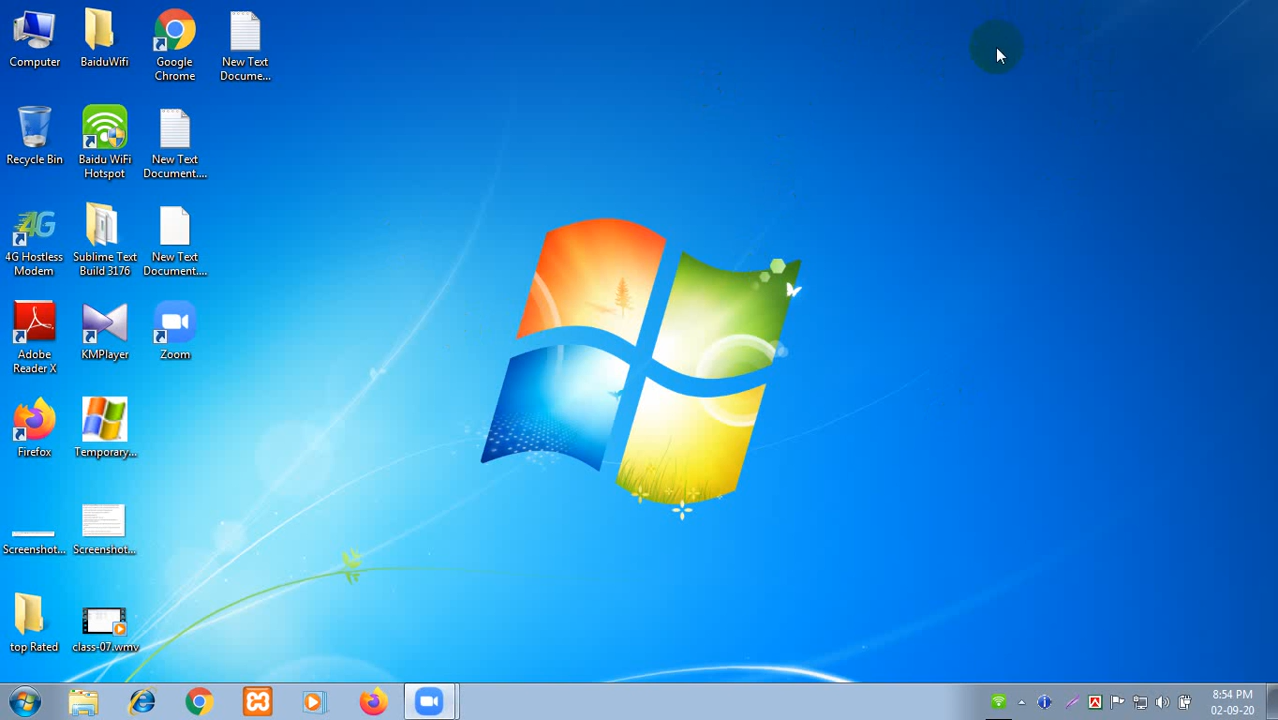 Computer
BaiduWifi
Google
Chrome
New Text
Docume...
Recycle Bin
Baidu WiFi
Hotspot
New Text
Document....
4G
4G Hostless
Modem
Sublime Text
Build 3176
New Text
Document....
Adobe
Reader X
KMPlayer
Zoom
Firefox
Temporary...
Screenshot...
Screenshot...
top Rated
class-07.wmv
8:54 PM
02-09-20